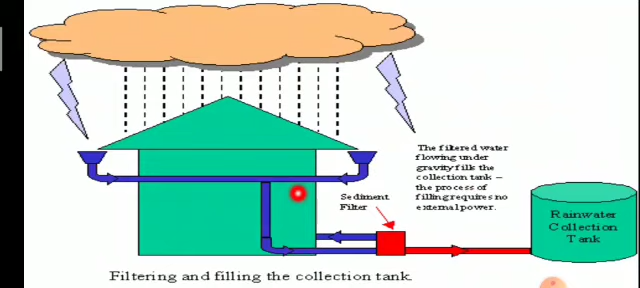 The filtered water
flowing under
gravity fills the
collection tank –
the process of
filling requires no
external power.
Sediment
Filter
Rainwater
Collection
Tank
Filtering and filling the collection tank.